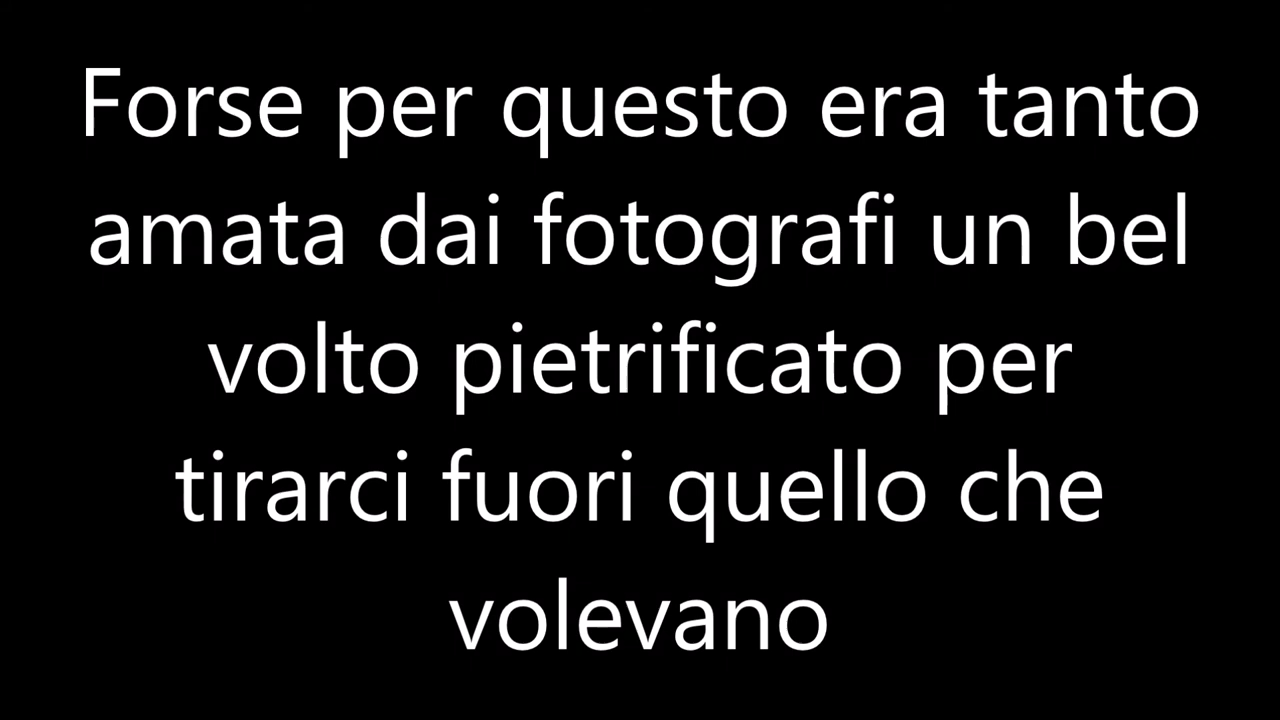 Forse per questo era tanto
amata dai fotografi un bel
volto pietrificato per
tirarci fuori quello che
volevano